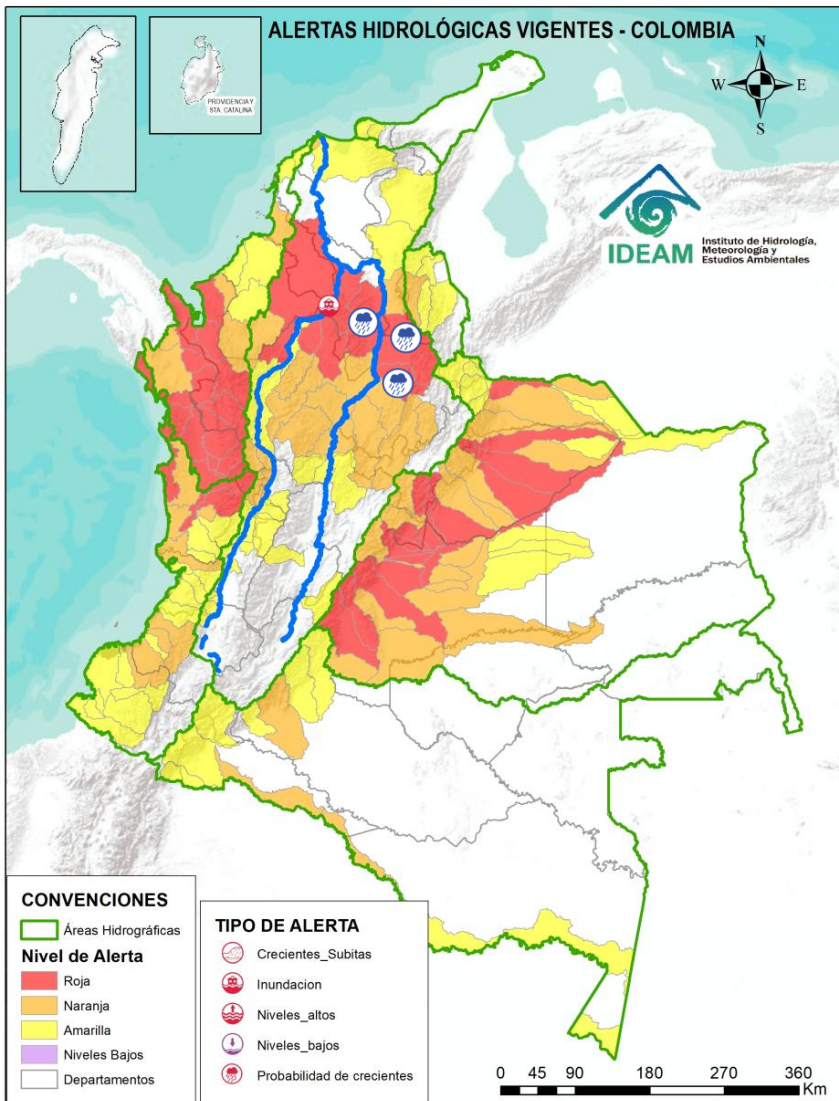 ALERTAS HIDROLÓGICAS VIGENTES - COLOMBIA
PROVIDENCIA Y
STA. CATALINA
N
W E
S
IDEAM
Instituto de Hidrología,
Meteorología y
Estudios Ambientales
CONVENCIONES
Áreas Hidrográficas
Nivel de Alerta
Roja
Naranja
Amarilla
Niveles Bajos
Departamentos
TIPO DE ALERTA
Crecientes_Subitas
Inundacion
Niveles_altos
Niveles_bajos
Probabilidad de crecientes
0 45 90 180 270 360
Km